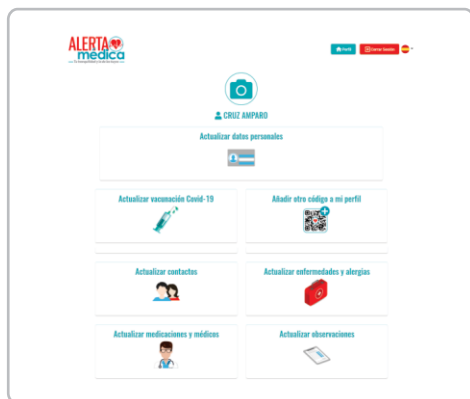 ALERTA
médica
Perfil
Cerrar Sesión
CRUZ AMPARO
Actualizar datos personales
Actualizar vacunación Covid-19
Añadir otro código a mi perfil
Actualizar contactos
Actualizar enfermedades y alergias
Actualizar medicaciones y médicos
Actualizar observaciones